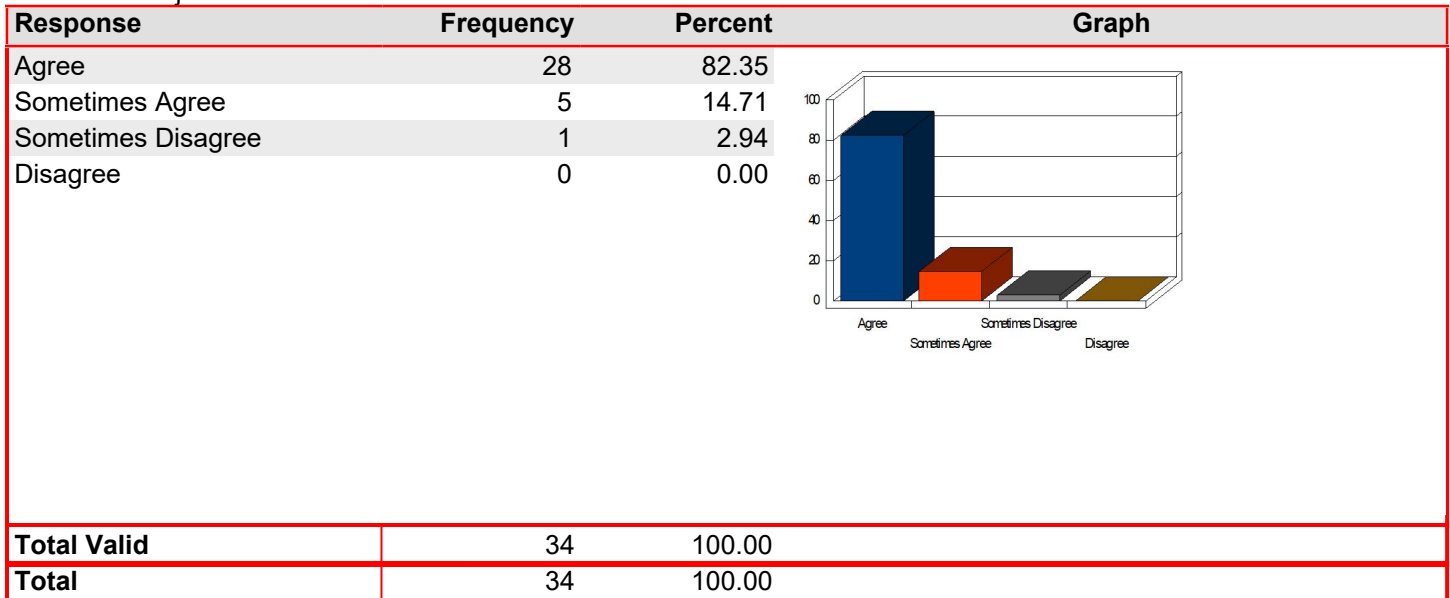 Response Frequency Percent Graph
Agree 28 82.35
Sometimes Agree 5 14.71
Sometimes Disagree 1 2.94
Disagree 0 0.00
100
80
60
40
20
0
Agree Sometimes Disagree
Sometimes Agree Disagree
Total Valid 34 100.00
Total 34 100.00